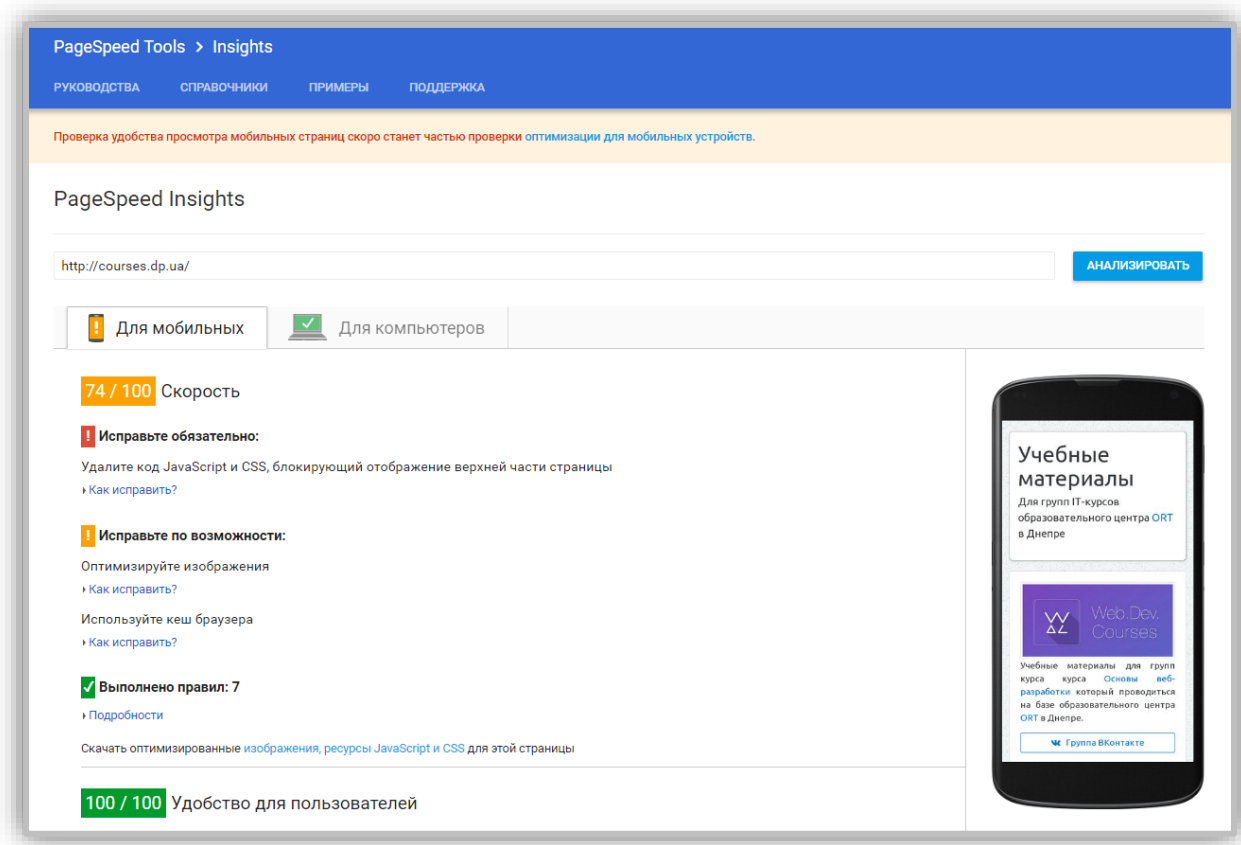 PageSpeed Tools > Insights
РУКОВОДСТВА СПРАВОЧНИКИ ПРИМЕРЫ ПОДДЕРЖКА
Проверка удобства просмотра мобильных страниц скоро станет частью проверки оптимизации для мобильных устройств.
PageSpeed Insights
http://courses.dp.ua/
АНАЛИЗИРОВАТЬ
Для мобильных
Для компьютеров
74 / 100 Скорость
! Исправьте обязательно:
Удалите код JavaScript и CSS, блокирующий отображение верхней части страницы
Как исправить?
! Исправьте по возможности:
Оптимизируйте изображения
Как исправить?
Используйте кеш браузера
Как исправить?
Выполнено правил: 7
Подробности
Скачать оптимизированные изображения, ресурсы JavaScript и CSS для этой страницы
100 / 100 Удобство для пользователей
Учебные
материалы
Для групп IT-курсов
образовательного центра ORT
в Днепре
Web.Dev.
Courses
Учебные материалы для групп
курса курса Основы веб-
разработки который проводиться
на базе образовательного центра
ORT в Днепре.
Группа ВКонтакте